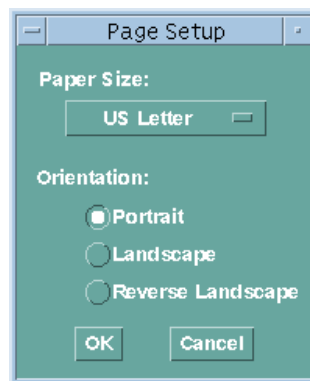 Page Setup
Paper Size:
US Letter
Orientation:
Portrait
Landscape
Reverse Landscape
OK Cancel